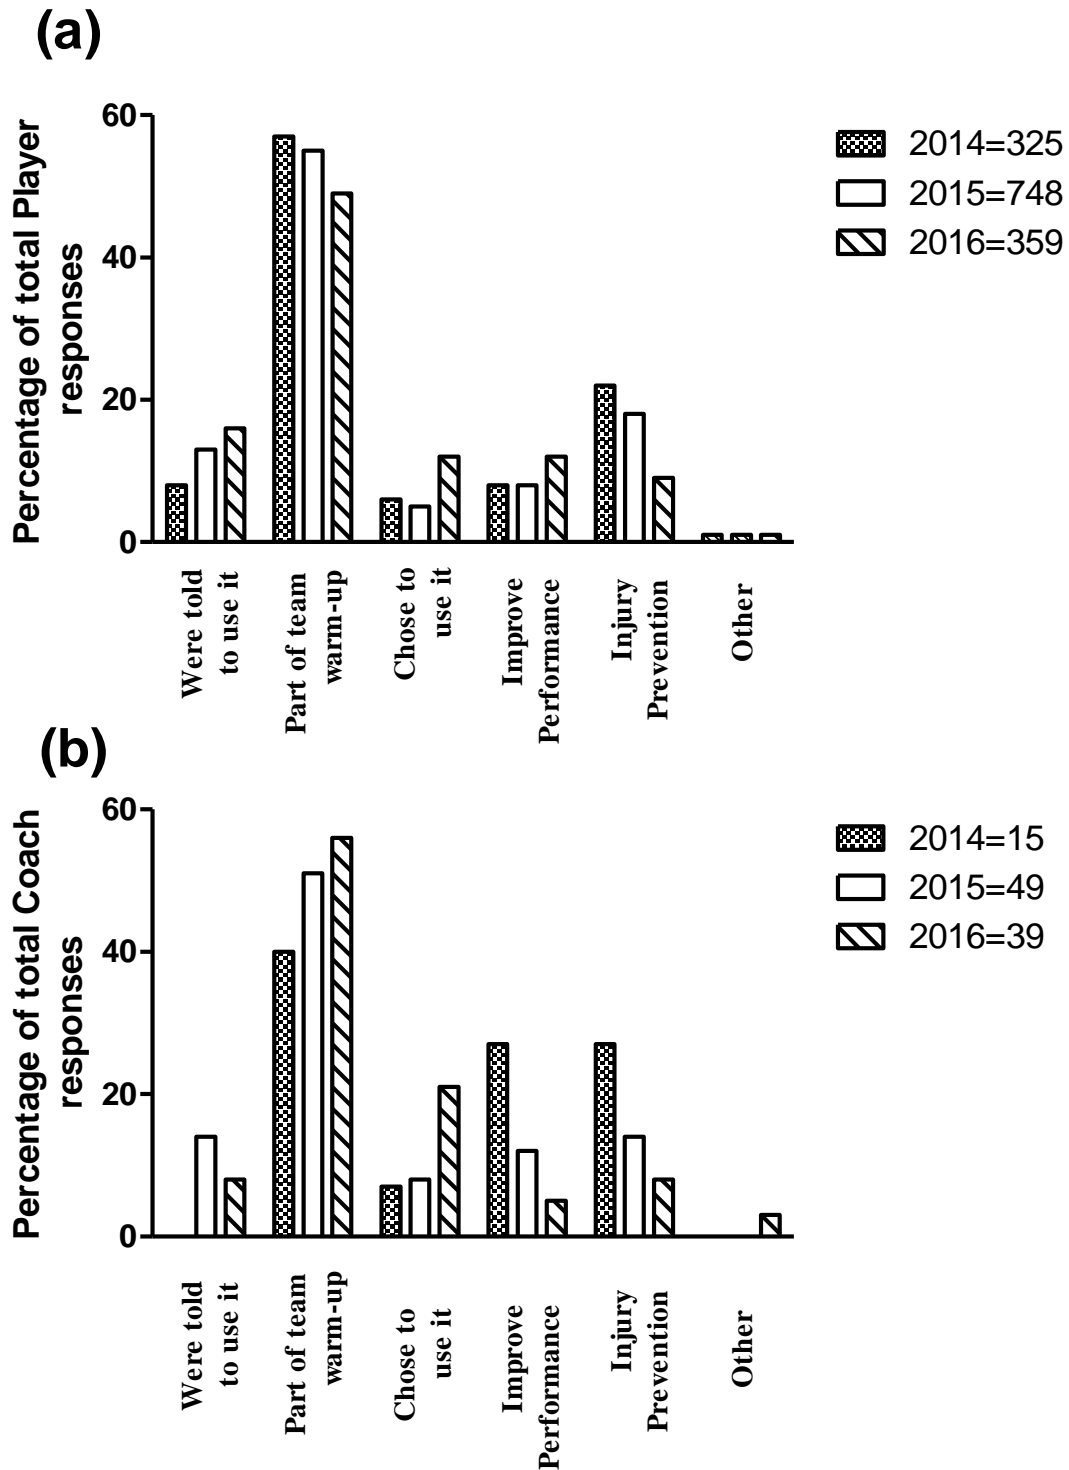 (a)
Percentage of total Player
responses
60
40
20
0
2014=325
2015=748
2016=359
Were told
to use it
Part of team
warm-up
Chose to
use it
Improve
Performance
Injury
Prevention
Other
(b)
Percentage of total Coach
responses
60
40
20
0
2014=15
2015=49
2016=39
Were told
to use it
Part of team
warm-up
Chose to
use it
Improve
Performance
Injury
Prevention
Other